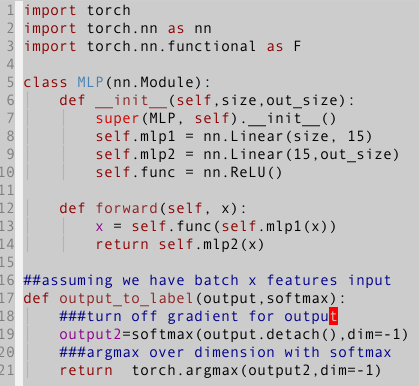 1 import torch
2 import torch.nn as nn
3 import torch.nn.functional as F
4
5 class MLP(nn.Module):
6     def __init__(self,size,out_size):
7         super(MLP, self).__init__()
8         self.mlp1 = nn.Linear(size, 15)
9         self.mlp2 = nn.Linear(15,out_size)
10         self.func = nn.ReLU()
11
12     def forward(self, x):
13         x = self.func(self.mlp1(x))
14         return self.mlp2(x)
15
16 ##assuming we have batch x features input
17 def output_to_label(output,softmax):
18     ###turn off gradient for output
19     output2=softmax(output.detach(),dim=-1)
20     ###argmax over dimension with softmax
21     return  torch.argmax(output2,dim=-1)